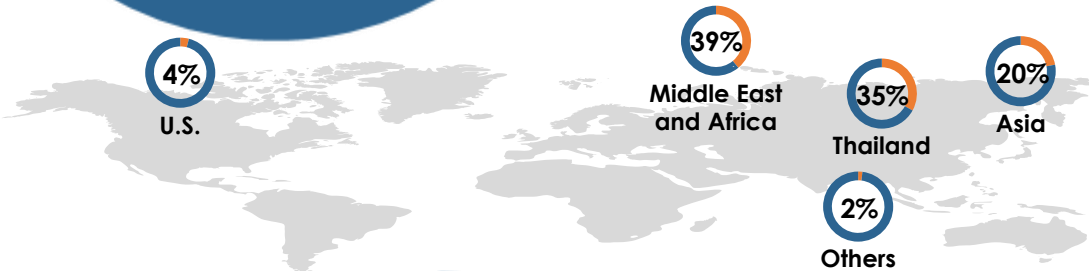 4%
U.S.
39%
Middle East
and Africa
35%
Thailand
20%
Asia
2%
Others